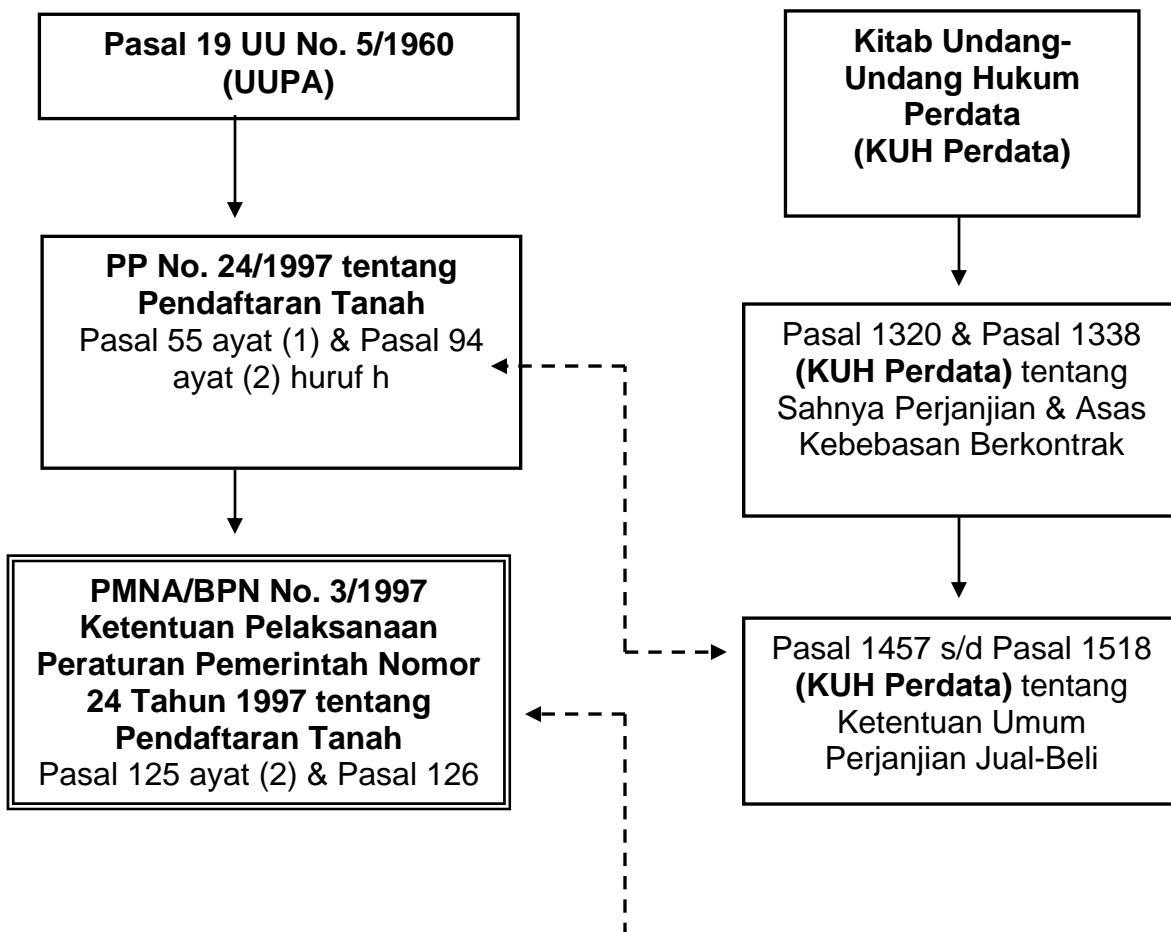 Pasal 19 UU No. 5/1960
(UUPA)
PP No. 24/1997 tentang
Pendaftaran Tanah
Pasal 55 ayat (1) & Pasal 94
ayat (2) huruf h
PMNA/BPN No. 3/1997
Ketentuan Pelaksanaan
Peraturan Pemerintah Nomor
24 Tahun 1997 tentang
Pendaftaran Tanah
Pasal 125 ayat (2) & Pasal 126
Kitab Undang-
Undang Hukum
Perdata
(KUH Perdata)
Pasal 1320 & Pasal 1338
(KUH Perdata) tentang
Sahnya Perjanjian & Asas
Kebebasan Berkontrak
Pasal 1457 s/d Pasal 1518
(KUH Perdata) tentang
Ketentuan Umum
Perjanjian Jual-Beli